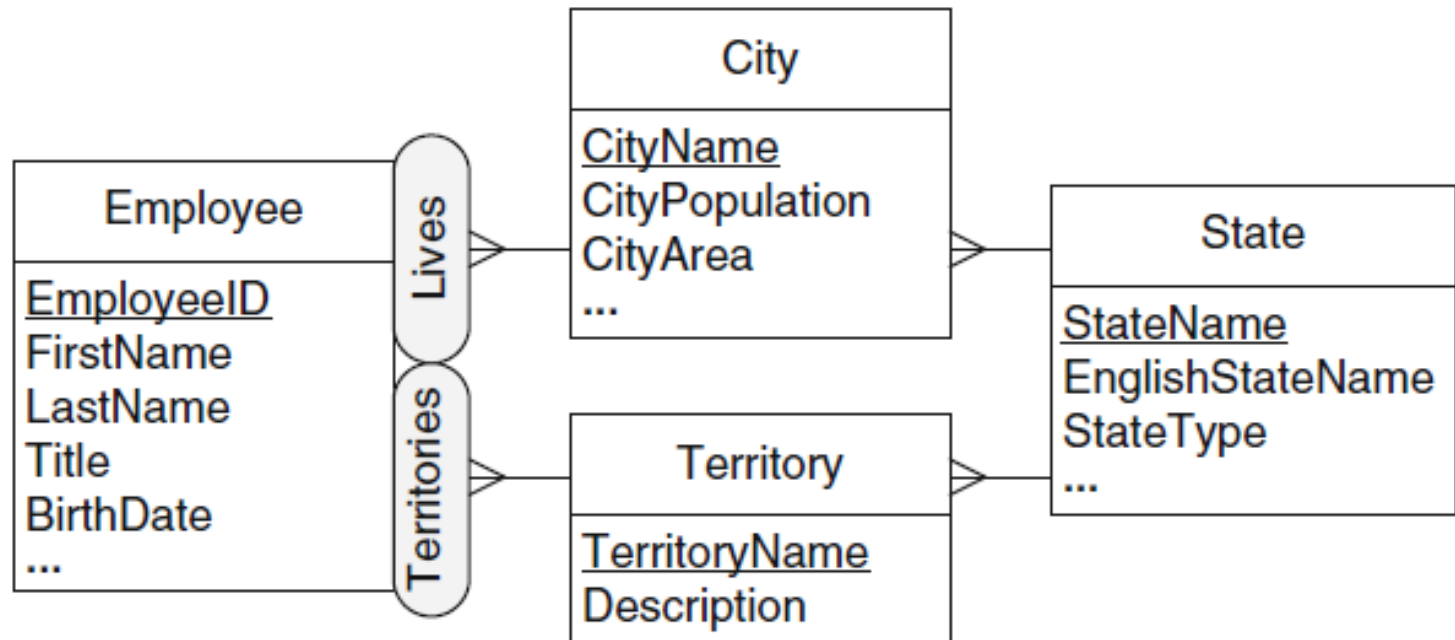 Employee
EmployeeID
FirstName
LastName
Title
BirthDate
...
Lives
Territories
City
CityName
CityPopulation
CityArea
...
Territory
TerritoryName
Description
State
StateName
EnglishStateName
StateType
...